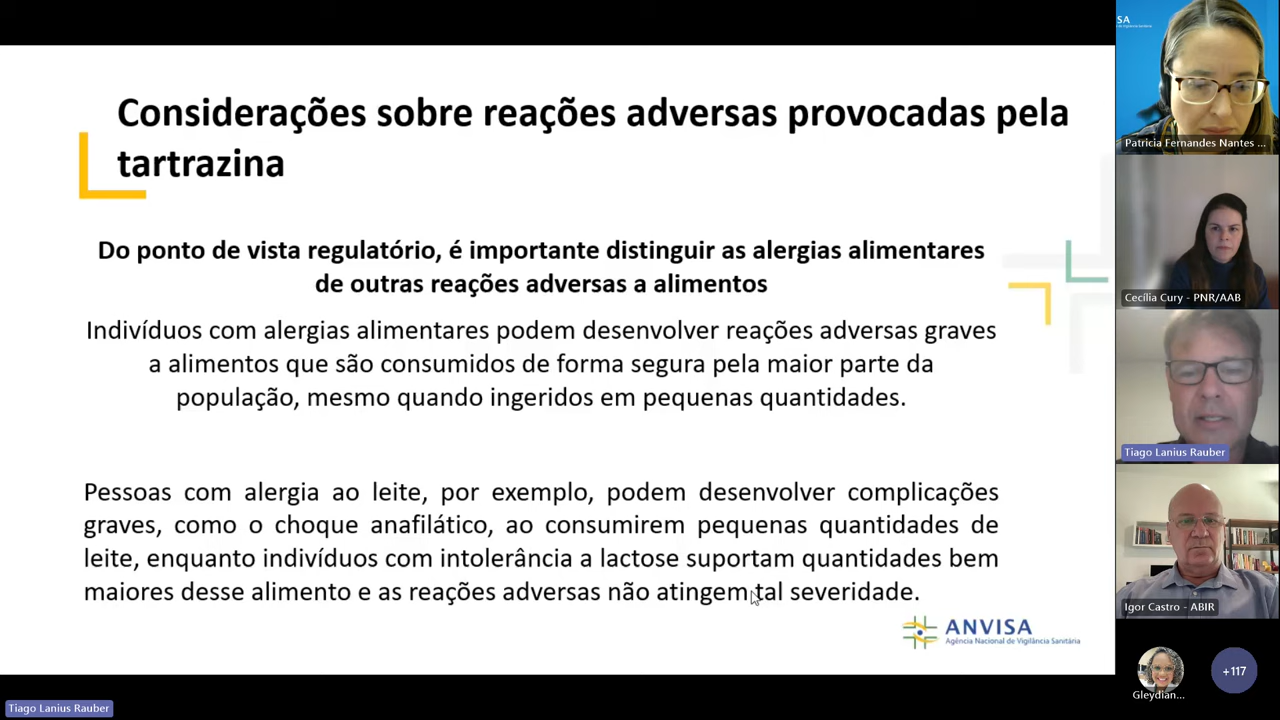 Considerações sobre reações adversas provocadas pela
tartrazina
Do ponto de vista regulatório, é importante distinguir as alergias alimentares
de outras reações adversas a alimentos
Indivíduos com alergias alimentares podem desenvolver reações adversas graves
a alimentos que são consumidos de forma segura pela maior parte da
população, mesmo quando ingeridos em pequenas quantidades.
Pessoas com alergia ao leite, por exemplo, podem desenvolver complicações
graves, como o choque anafilático, ao consumirem pequenas quantidades de
leite, enquanto indivíduos com intolerância a lactose suportam quantidades bem
maiores desse alimento e as reações adversas não atingem tal severidade.
ANVISA
Agência Nacional de Vigilância Sanitária
Tiago Lanius Rauber
SA
Patricia Fernandes Nantes ...
Cecília Cury - PNR/AAB
Tiago Lanius Rauber
Igor Castro - ABIR
Gleydian...
+117